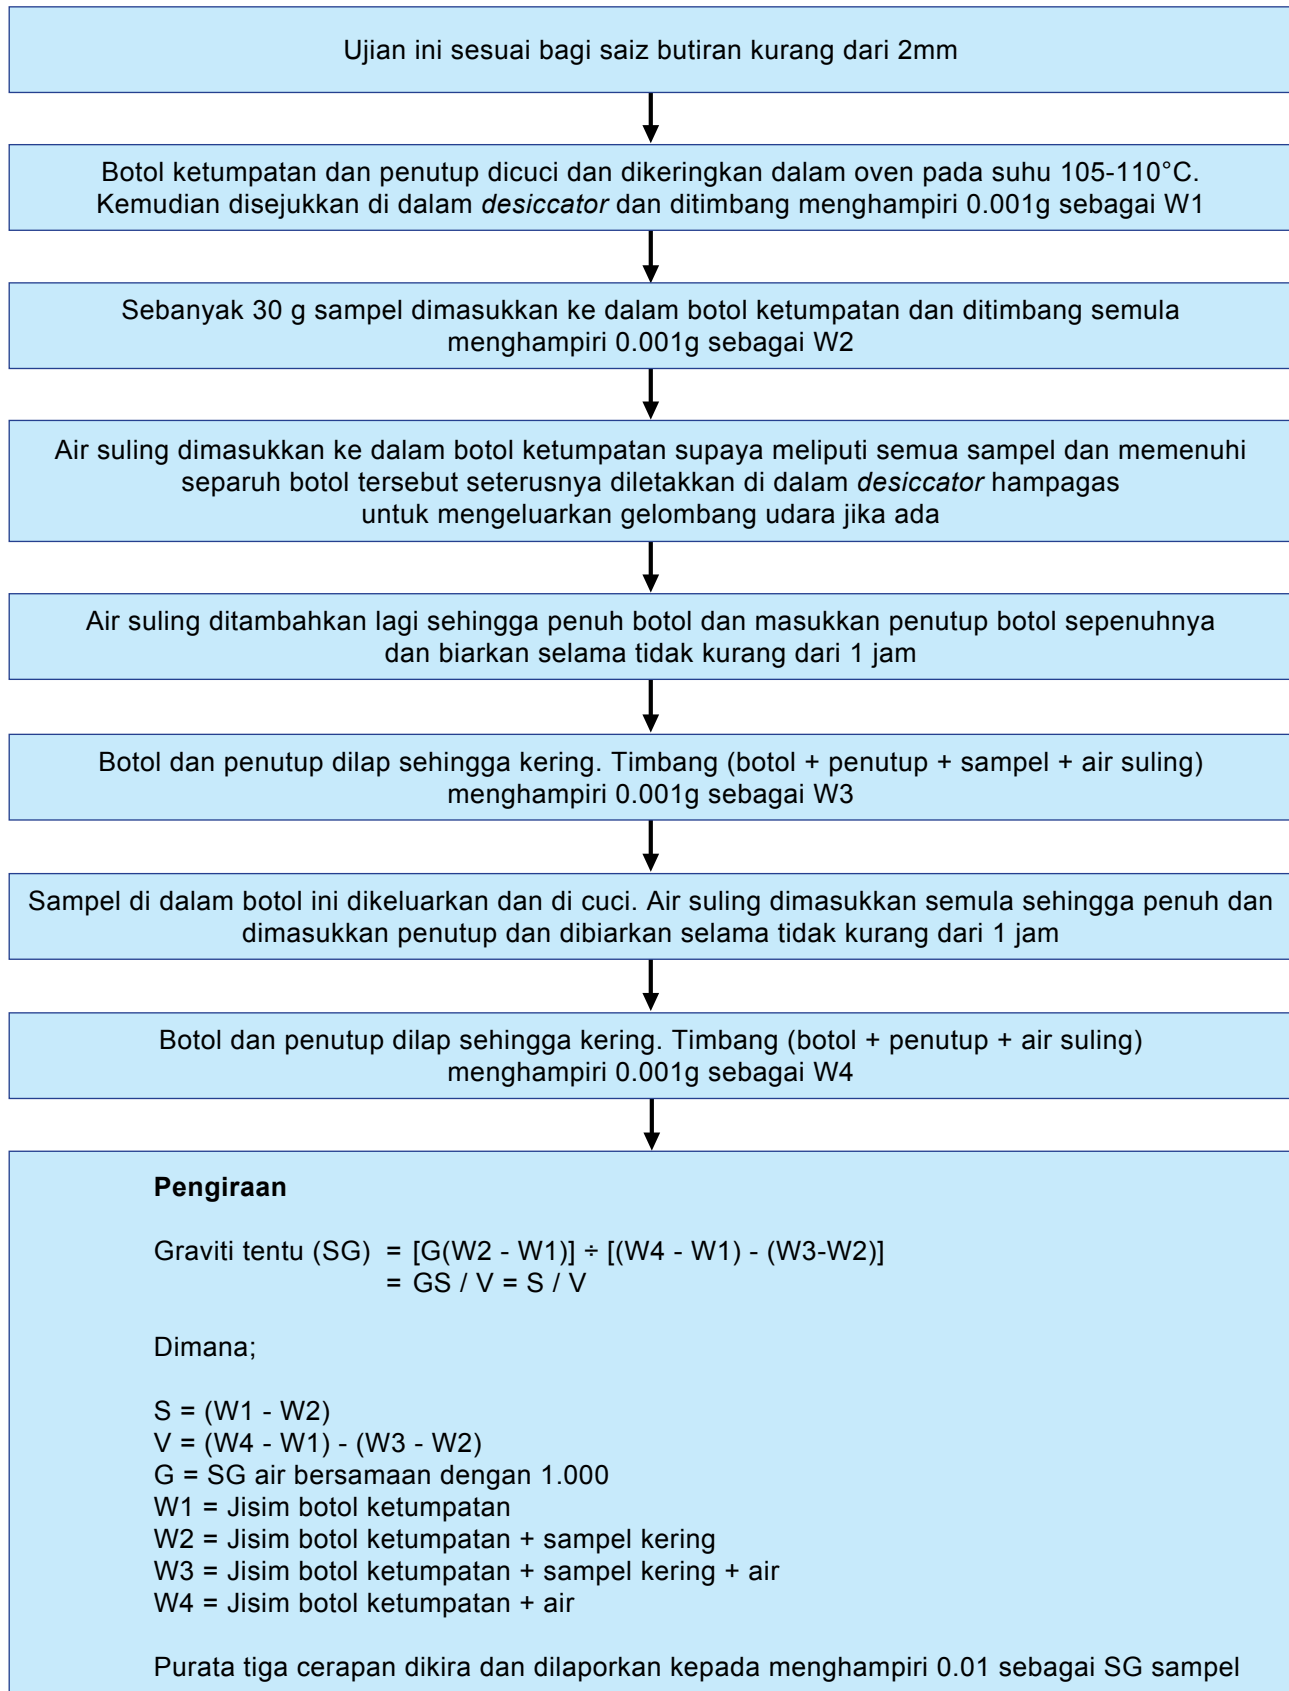 Ujian ini sesuai bagi saiz butiran kurang dari 2mm
Botol ketumpatan dan penutup dicuci dan dikeringkan dalam oven pada suhu 105-110°C.
Kemudian disejukkan di dalam desiccator dan ditimbang menghampiri 0.001g sebagai W1
Sebanyak 30 g sampel dimasukkan ke dalam botol ketumpatan dan ditimbang semula
menghampiri 0.001g sebagai W2
Air suling dimasukkan ke dalam botol ketumpatan supaya meliputi semua sampel dan memenuhi
separuh botol tersebut seterusnya diletakkan di dalam desiccator hampagas
untuk mengeluarkan gelombang udara jika ada
Air suling ditambahkan lagi sehingga penuh botol dan masukkan penutup botol sepenuhnya
dan biarkan selama tidak kurang dari 1 jam
Botol dan penutup dilap sehingga kering. Timbang (botol + penutup + sampel + air suling)
menghampiri 0.001g sebagai W3
Sampel di dalam botol ini dikeluarkan dan di cuci. Air suling dimasukkan semula sehingga penuh dan
dimasukkan penutup dan dibiarkan selama tidak kurang dari 1 jam
Botol dan penutup dilap sehingga kering. Timbang (botol + penutup + air suling)
menghampiri 0.001g sebagai W4
Pengiraan
Graviti tentu (SG) = [G(W2 - W1)] ÷ [(W4 - W1) - (W3-W2)]
= GS / V = S / V
Dimana;
S = (W1 - W2)
V = (W4 - W1) - (W3 - W2)
G = SG air bersamaan dengan 1.000
W1 = Jisim botol ketumpatan
W2 = Jisim botol ketumpatan + sampel kering
W3 = Jisim botol ketumpatan + sampel kering + air
W4 = Jisim botol ketumpatan + air
Purata tiga cerapan dikira dan dilaporkan kepada menghampiri 0.01 sebagai SG sampel